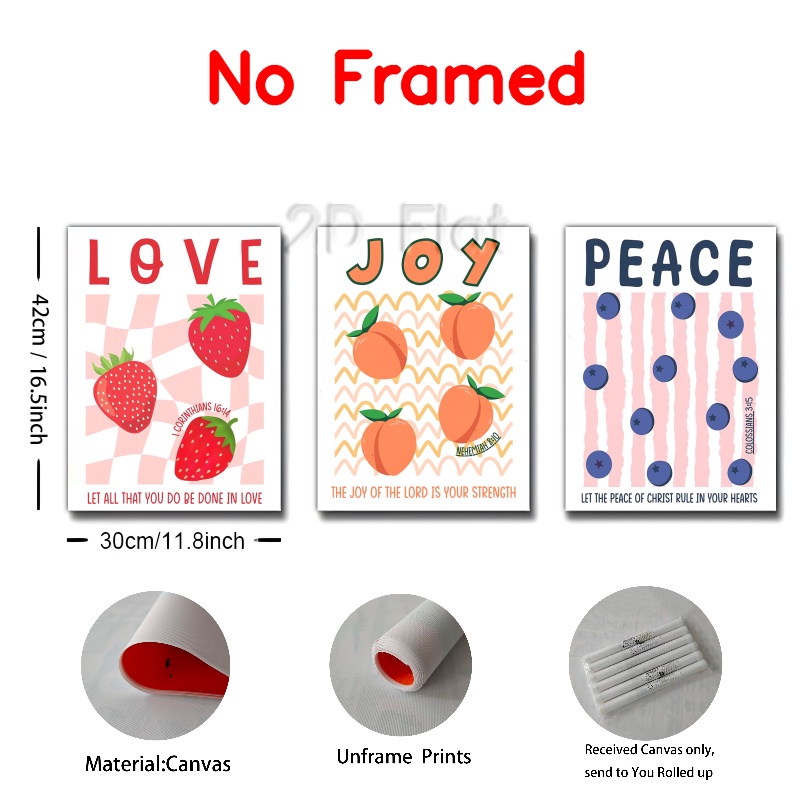 No Framed
2D Flat
LOVE
1 CORINTHIANS 16:14
LET ALL THAT YOU DO BE DONE IN LOVE
JOY
NEHEMIAH 8:10
THE JOY OF THE LORD IS YOUR STRENGTH
PEACE
COLOSSIANS 3:15
LET THE PEACE OF CHRIST RULE IN YOUR HEARTS
42cm / 16.5inch
30cm/11.8inch
Material:Canvas
Unframe Prints
Received Canvas only,
send to You Rolled up